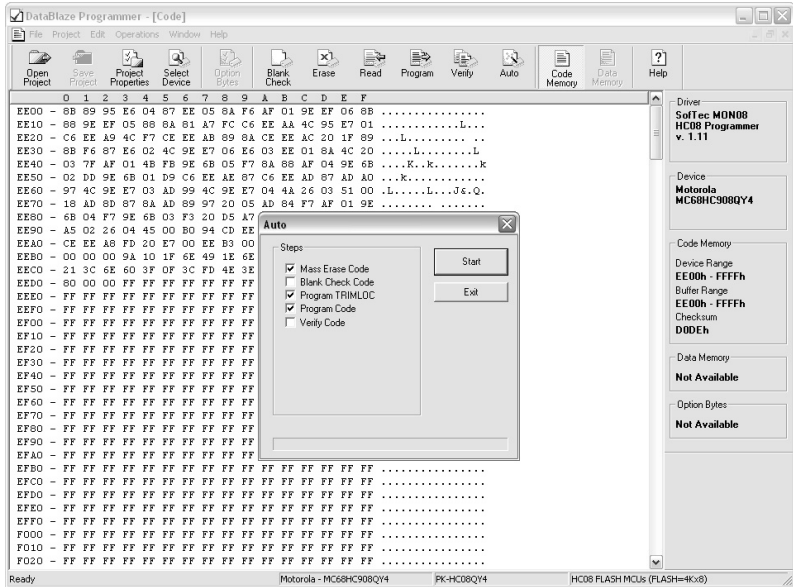 DataBlaze Programmer - [Code]
File Project Edit Operations Window Help
Open Project
Save Project
Project Properties
Select Device
Option Bytes
Blank Check
Erase
Read
Program
Verify
Auto
Code Memory
Data Memory
Help
0 1 2 3 4 5 6 7 8 9 A B C D E F
EE00 - 8B 89 95 E6 04 87 EE 05 8A F6 AF 01 9E EF 06 8B ................
EE10 - 88 9E EF 05 88 8A 81 A7 FC C6 EE AA 4C 95 E7 01 ............L...
EE20 - C6 EE A9 4C F7 CE EE AB 89 8A CE EE AC 20 1F 89 ...L......... ..
EE30 - 8B F6 87 E6 02 4C 9E E7 06 E6 03 EE 01 8A 4C 20 .....L........L
EE40 - 03 7F AF 01 4B FB 9E 6B 05 F7 8A 88 AF 04 9E 6B ....K..k.......k
EE50 - 02 DD 9E 6B 01 D9 C6 EE AE 87 C6 EE AD 87 AD A0 ...k............
EE60 - 97 4C 9E E7 03 AD 99 4C 9E E7 04 4A 26 03 51 00 .L.....L...J&.Q.
EE70 - 18 AD 8D 87 8A AD 89 97 20 05 AD 84 F7 AF 01 9E ........ .......
EE80 - 6B 04 F7 9E 6B 03 F3 20 D5 A7
EE90 - A5 02 26 04 45 00 B0 94 CD EE
EEA0 - CE EE A8 FD 20 E7 00 EE B3 00
EEB0 - 00 00 00 9A 10 1F 6E 49 1E 6E
EEC0 - 21 3C 6E 60 3F 0F 3C FD 4E 3E
EED0 - 80 00 00 FF FF FF FF FF FF FF
EEE0 - FF FF FF FF FF FF FF FF FF FF
EEF0 - FF FF FF FF FF FF FF FF FF FF
EF00 - FF FF FF FF FF FF FF FF FF FF
EF10 - FF FF FF FF FF FF FF FF FF FF
EF20 - FF FF FF FF FF FF FF FF FF FF
EF30 - FF FF FF FF FF FF FF FF FF FF
EF40 - FF FF FF FF FF FF FF FF FF FF
EF50 - FF FF FF FF FF FF FF FF FF FF
EF60 - FF FF FF FF FF FF FF FF FF FF
EF70 - FF FF FF FF FF FF FF FF FF FF
EF80 - FF FF FF FF FF FF FF FF FF FF
EF90 - FF FF FF FF FF FF FF FF FF FF
EFA0 - FF FF FF FF FF FF FF FF FF FF
EFB0 - FF FF FF FF FF FF FF FF FF FF FF FF FF FF FF FF ................
EFC0 - FF FF FF FF FF FF FF FF FF FF FF FF FF FF FF FF ................
EFD0 - FF FF FF FF FF FF FF FF FF FF FF FF FF FF FF FF ................
EFE0 - FF FF FF FF FF FF FF FF FF FF FF FF FF FF FF FF ................
EFF0 - FF FF FF FF FF FF FF FF FF FF FF FF FF FF FF FF ................
F000 - FF FF FF FF FF FF FF FF FF FF FF FF FF FF FF FF ................
F010 - FF FF FF FF FF FF FF FF FF FF FF FF FF FF FF FF ................
F020 - FF FF FF FF FF FF FF FF FF FF FF FF FF FF FF FF ................
Auto
Steps
Mass Erase Code
Blank Check Code
Program TRIMLOC
Program Code
Verify Code
Start
Exit
Driver
SofTec MON08
HC08 Programmer
v. 1.11
Device
Motorola
MC68HC908QY4
Code Memory
Device Range
EE00h - FFFFh
Buffer Range
EE00h - FFFFh
Checksum
D0DEh
Data Memory
Not Available
Option Bytes
Not Available
Ready
Motorola - MC68HC908QY4
PK-HC08QY4
HC08 FLASH MCUs (FLASH=4Kx8)